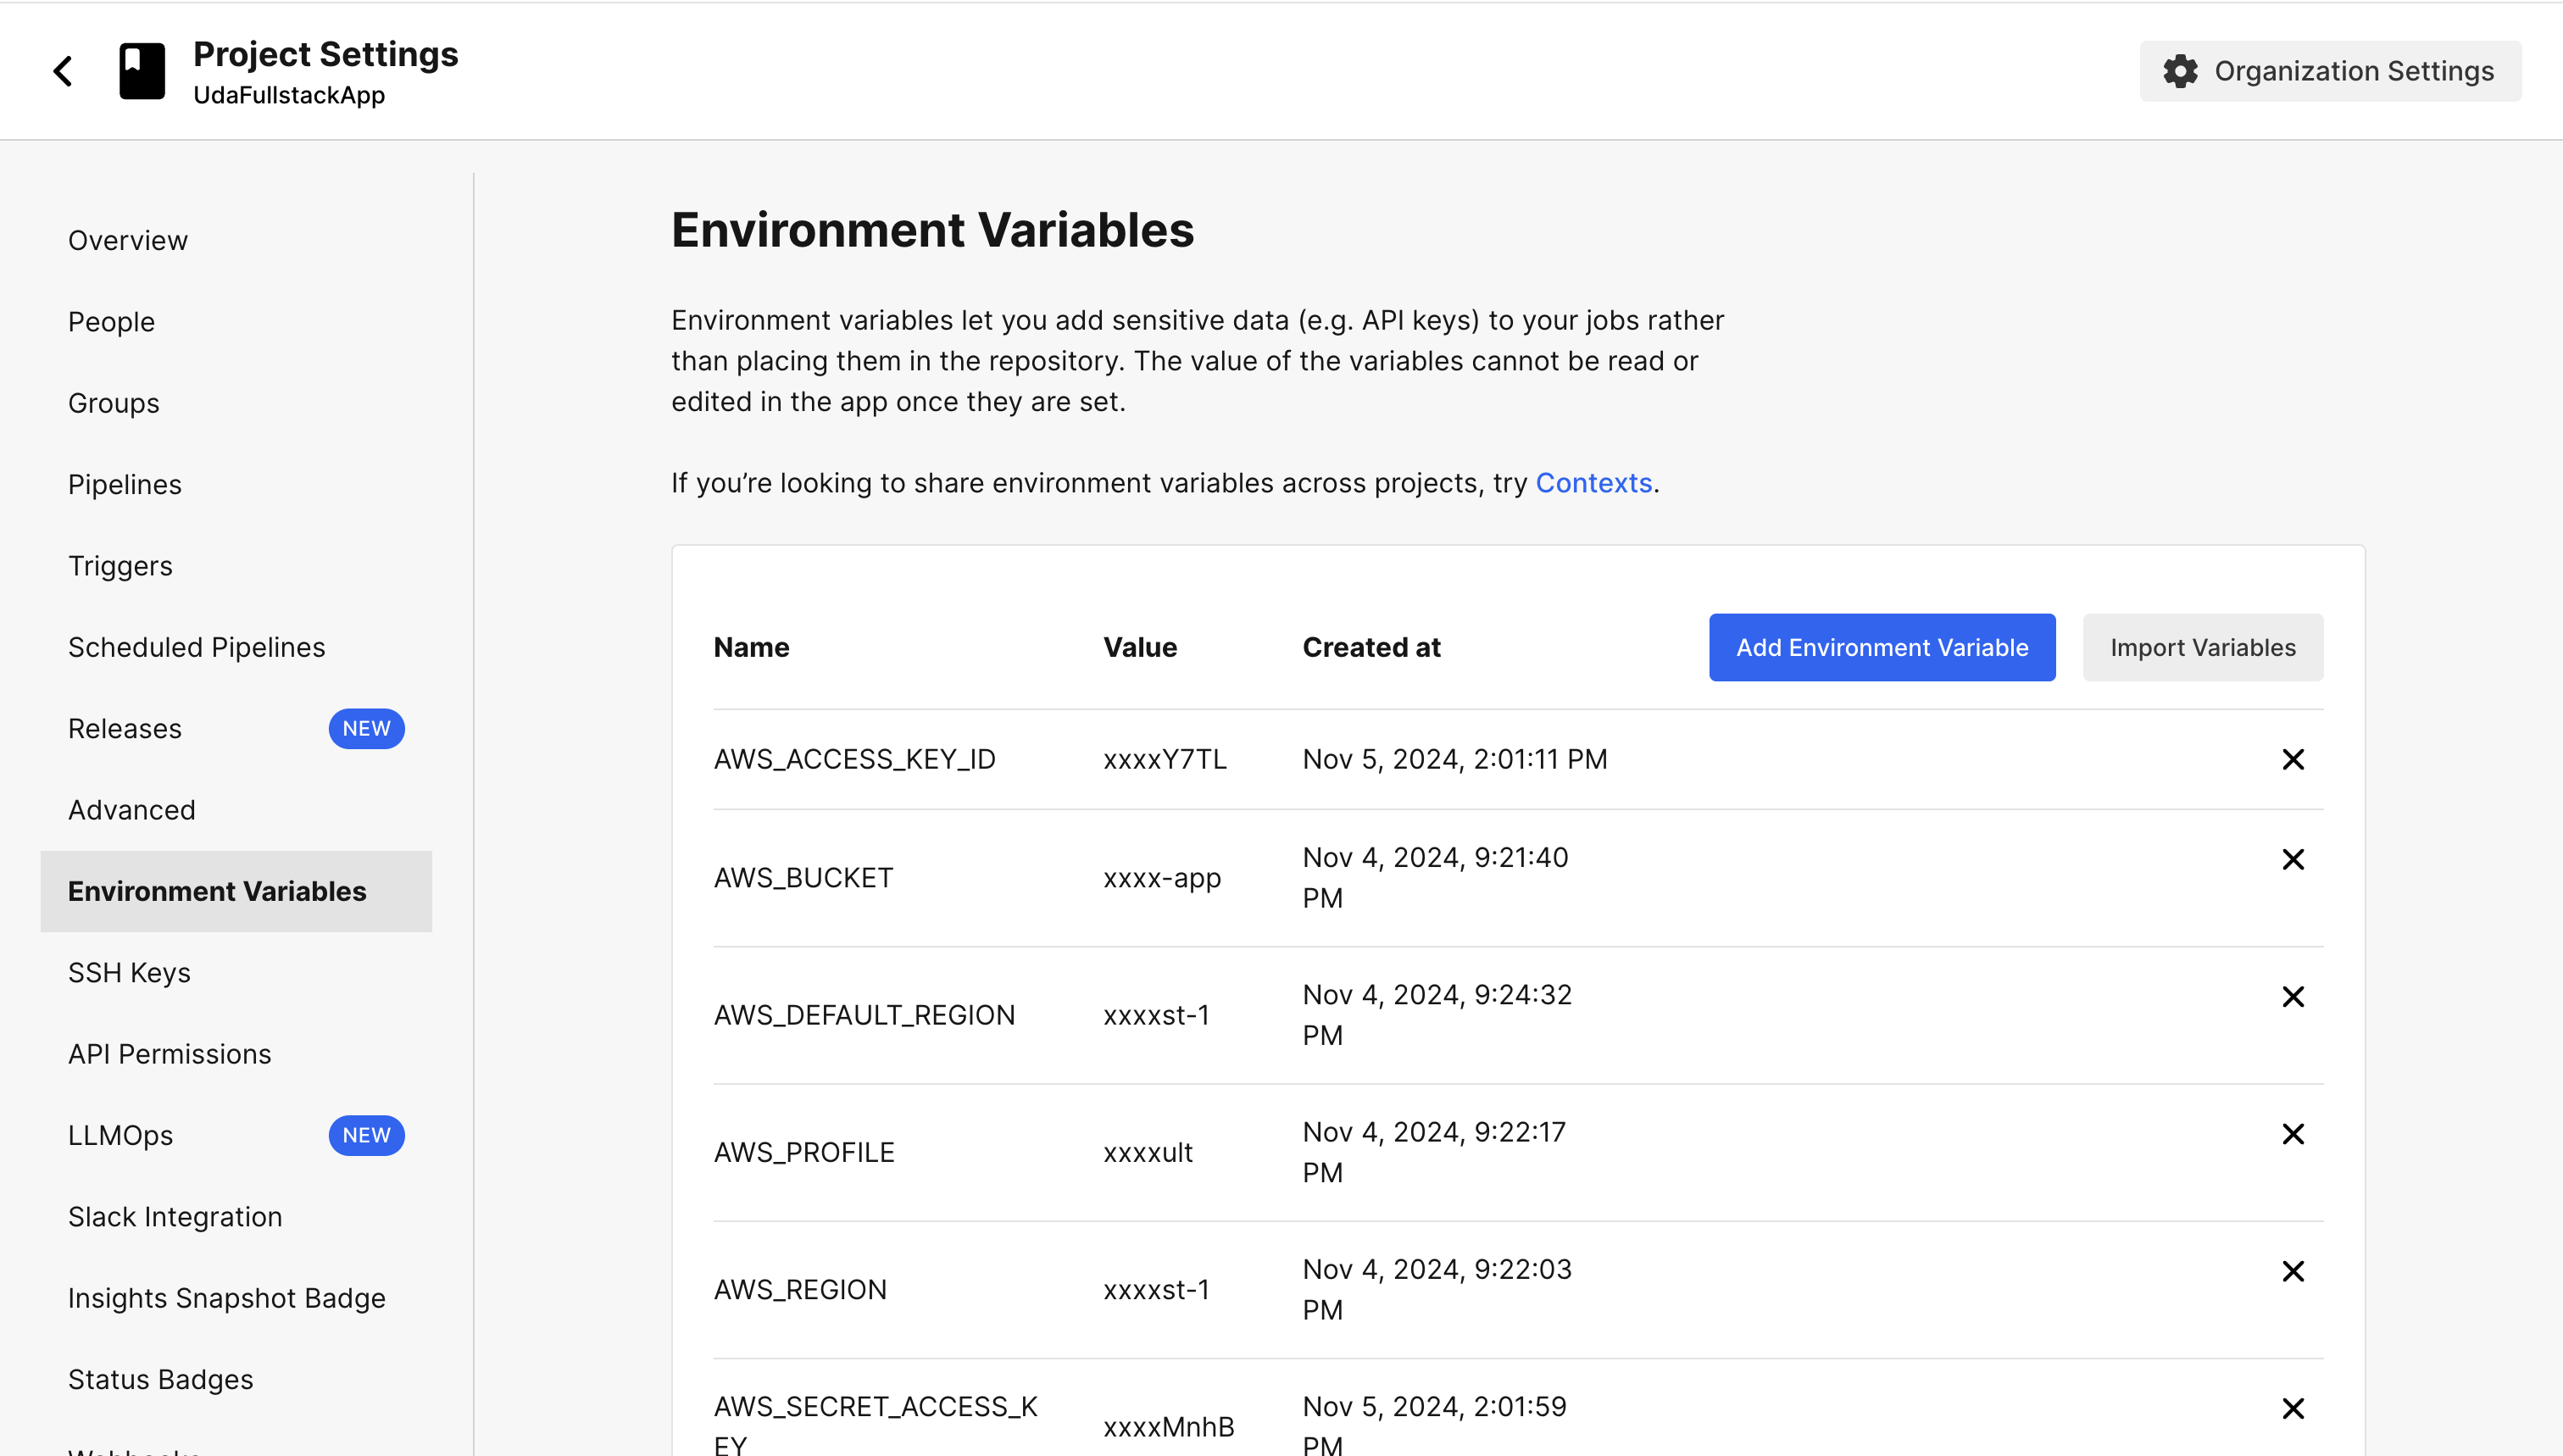 Project Settings
UdaFullstackApp
Organization Settings
Overview
People
Groups
Pipelines
Triggers
Scheduled Pipelines
Releases NEW
Advanced
Environment Variables
SSH Keys
API Permissions
LLMOps NEW
Slack Integration
Insights Snapshot Badge
Status Badges
Environment Variables
Environment variables let you add sensitive data (e.g. API keys) to your jobs rather
than placing them in the repository. The value of the variables cannot be read or
edited in the app once they are set.
If you’re looking to share environment variables across projects, try Contexts.
Name Value Created at Add Environment Variable Import Variables
AWS_ACCESS_KEY_ID xxxxY7TL Nov 5, 2024, 2:01:11 PM
AWS_BUCKET xxxx-app Nov 4, 2024, 9:21:40
PM
AWS_DEFAULT_REGION xxxxst-1 Nov 4, 2024, 9:24:32
PM
AWS_PROFILE xxxxult Nov 4, 2024, 9:22:17
PM
AWS_REGION xxxxst-1 Nov 4, 2024, 9:22:03
PM
AWS_SECRET_ACCESS_K xxxxMnhB Nov 5, 2024, 2:01:59
EY PM